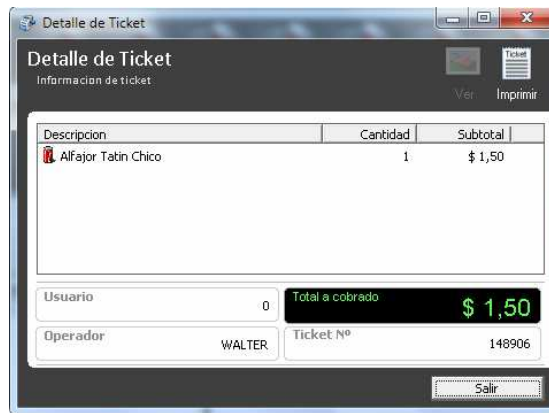 Detalle de Ticket
Detalle de Ticket
Informacion de ticket
Ticket
Ver Imprimir
Descripcion Cantidad Subtotal
Alfajor Tatin Chico 1 $ 1,50
Usuario 0 Total a cobrado $ 1,50
Operador WALTER Ticket Nº 148906
Salir